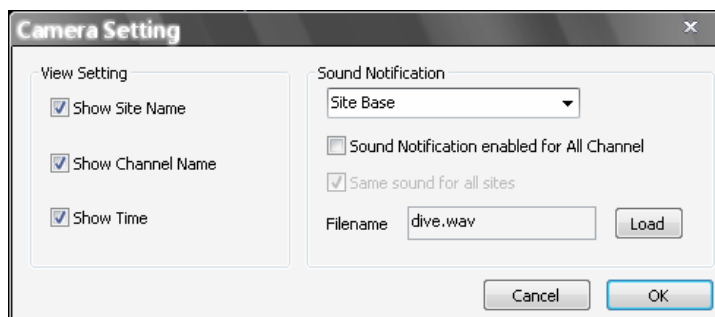 Camera Setting
View Setting
Show Site Name
Show Channel Name
Show Time
Sound Notification
Site Base
Sound Notification enabled for All Channel
Same sound for all sites
Filename dive.wav Load
Cancel OK